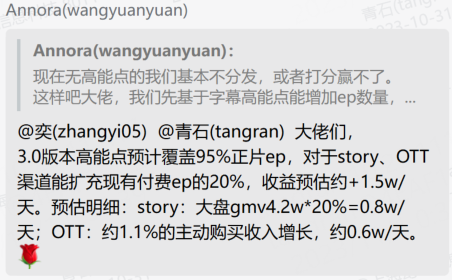 Annora(wangyuanyuan)
Annora(wangyuanyuan)：
现在无高能点的我们基本不分发，或者打分赢不了。
这样吧大佬，我们先基于字幕高能点能增加ep数量，...
@奕(zhangyi05) @青石(tangran) 大佬们，
3.0版本高能点预计覆盖95%正片ep，对于story、OTT
渠道能扩充现有付费ep的20%，收益预估约+1.5w/
天。预估明细：story：大盘gmv4.2w*20%=0.8w/
天；OTT：约1.1%的主动购买收入增长，约0.6w/天。